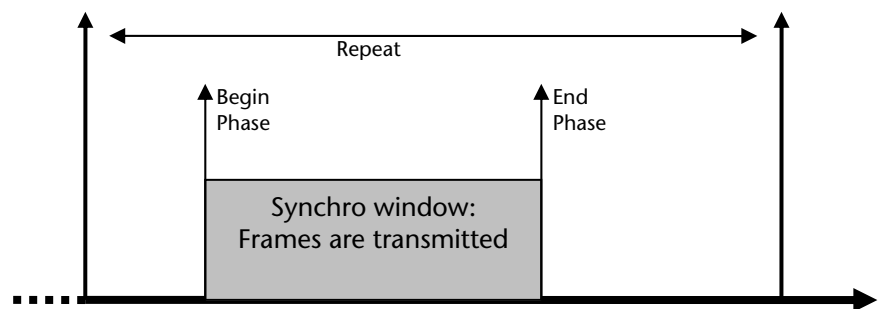 Repeat
Begin
Phase
End
Phase
Synchro window:
Frames are transmitted